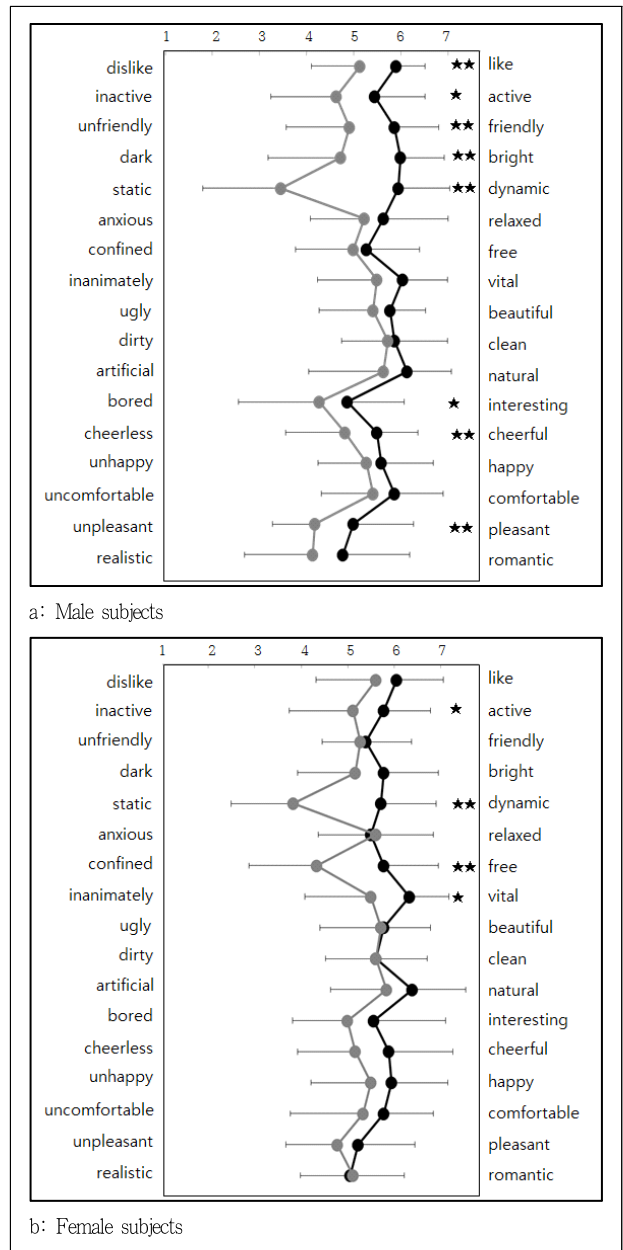 1 2 3 4 5 6 7
dislike ★★ like
inactive ★ active
unfriendly ★★ friendly
dark ★★ bright
static ★★ dynamic
anxious relaxed
confined free
inanimately vital
ugly beautiful
dirty clean
artificial natural
bored ★ interesting
cheerless ★★ cheerful
unhappy happy
uncomfortable comfortable
unpleasant ★★ pleasant
realistic romantic
a: Male subjects
1 2 3 4 5 6 7
dislike like
inactive ★ active
unfriendly friendly
dark bright
static ★★ dynamic
anxious relaxed
confined ★★ free
inanimately ★ vital
ugly beautiful
dirty clean
artificial natural
bored interesting
cheerless cheerful
unhappy happy
uncomfortable comfortable
unpleasant pleasant
realistic romantic
b: Female subjects